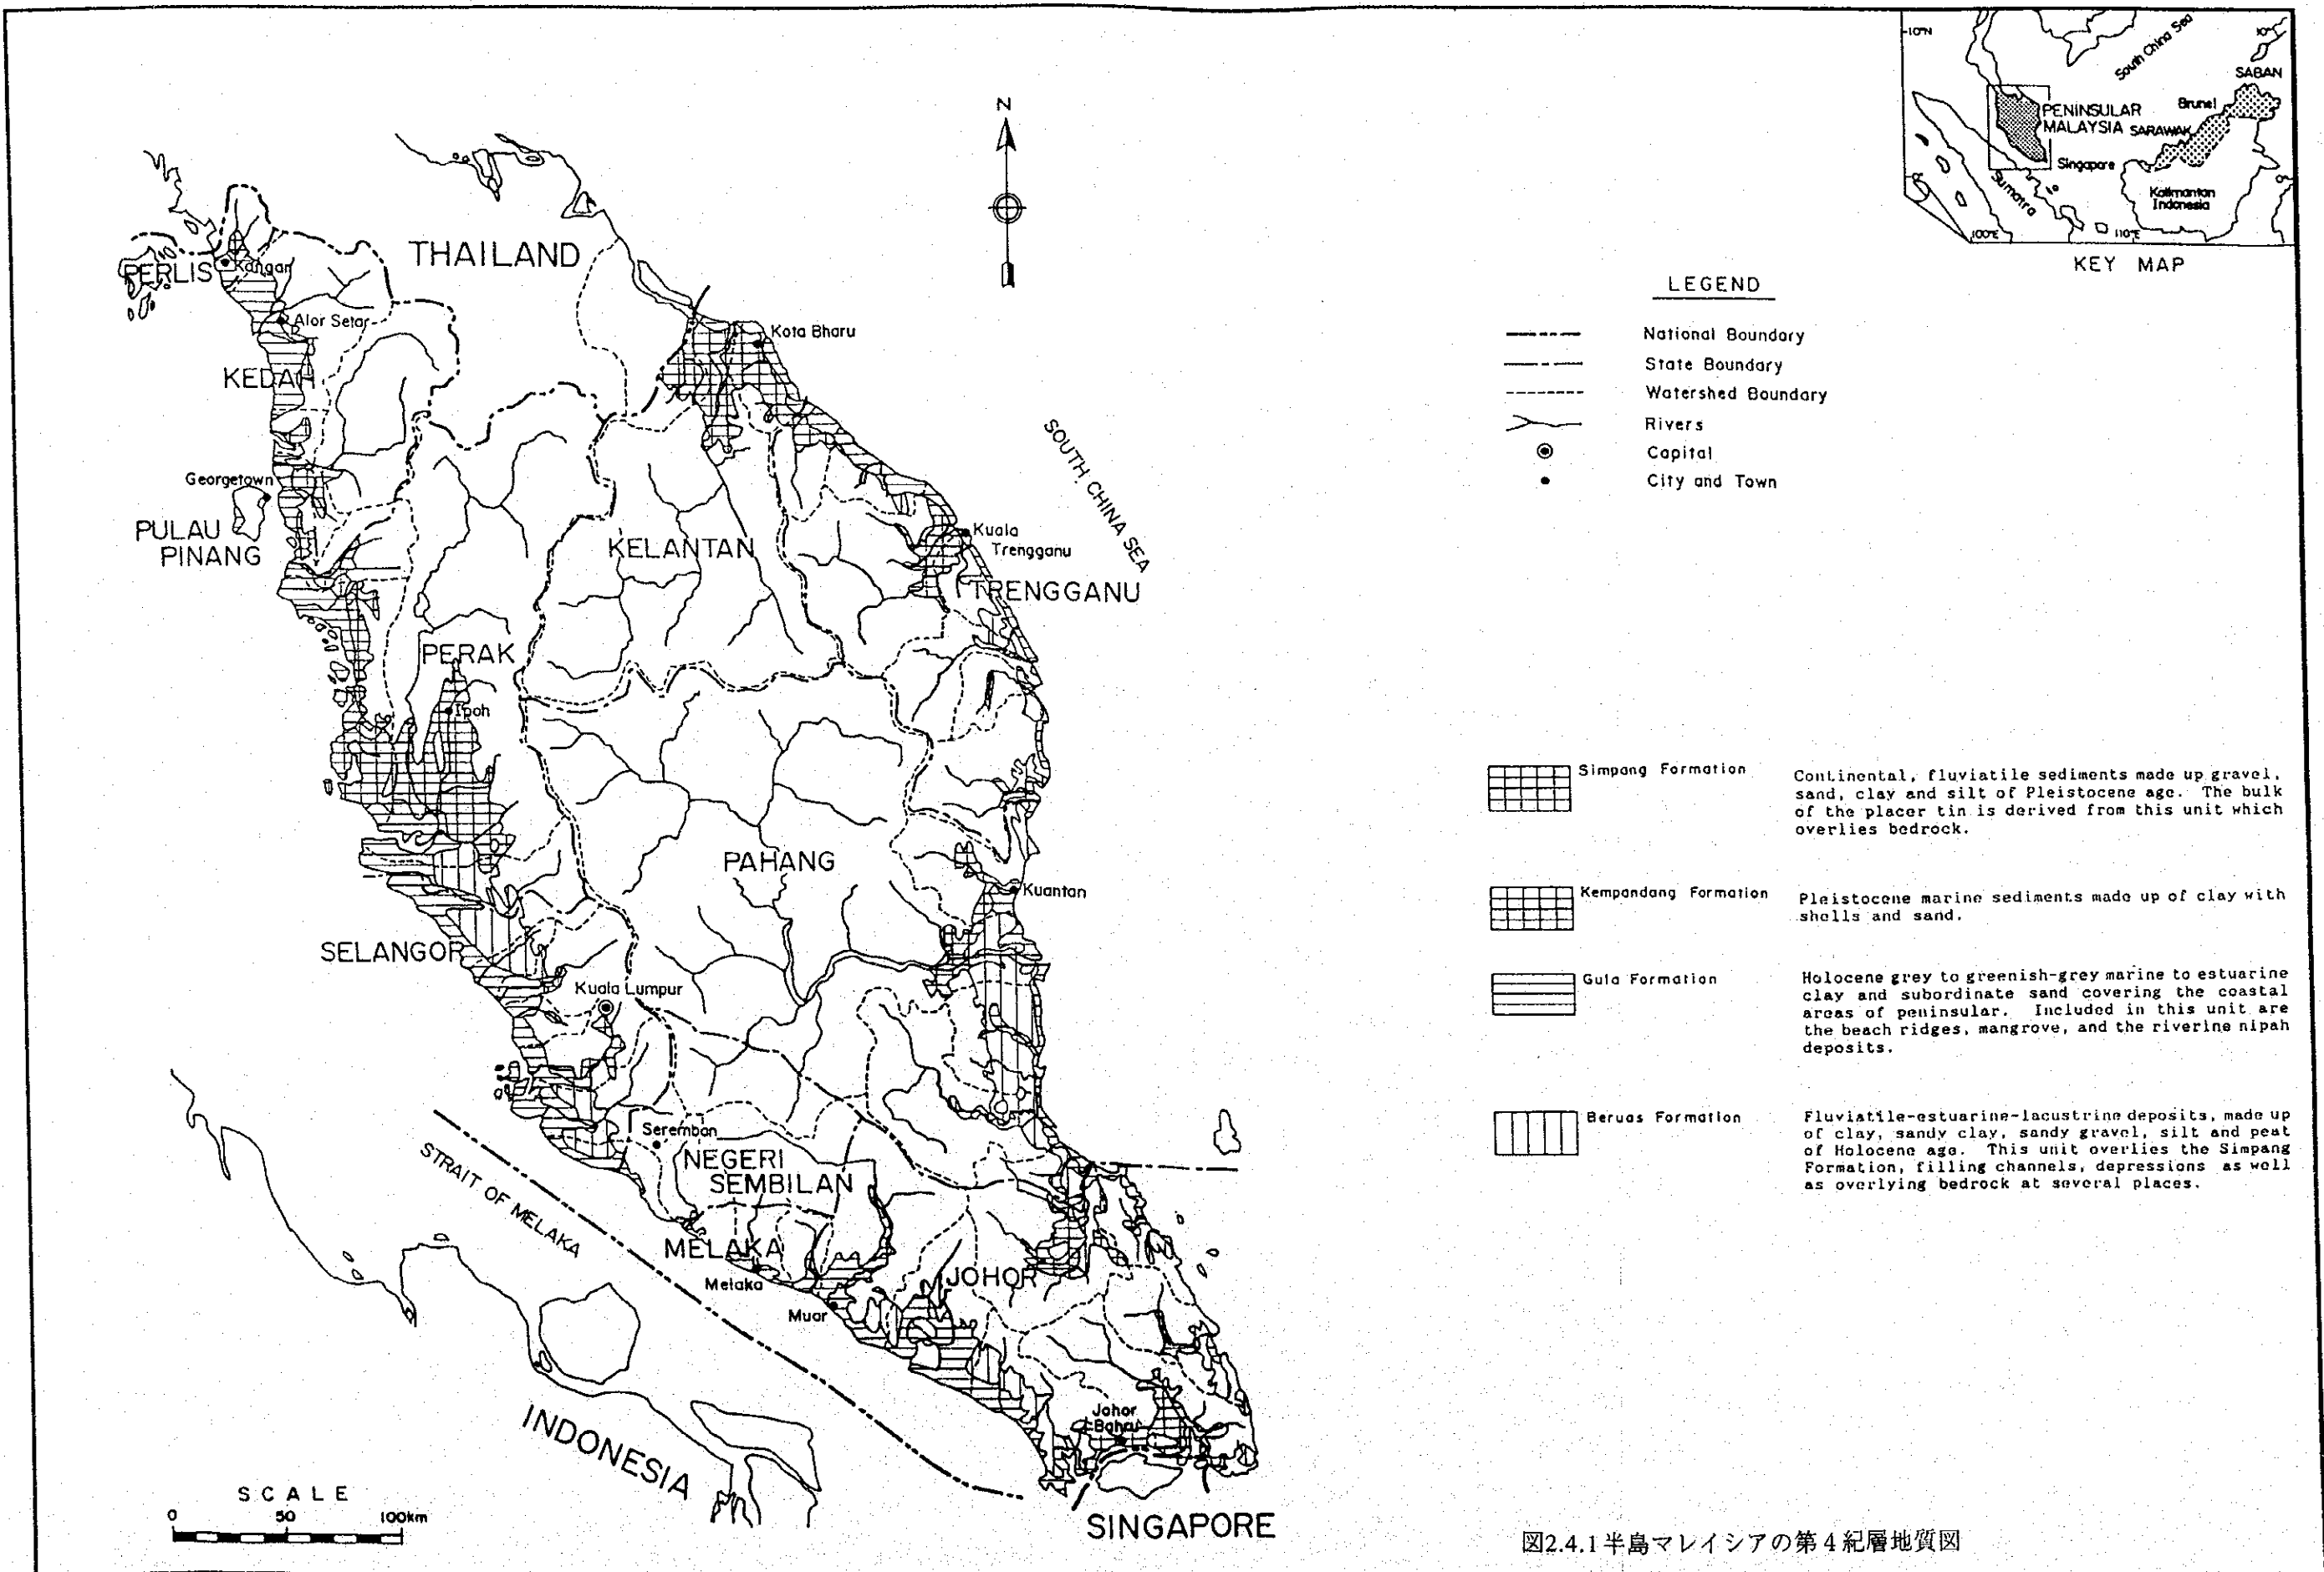 10°N
10°
South China Sea
SABAN
PENINSULAR
MALAYSIA
Brunei
SARAWAK
Singapore
Sumatra
Kalimantan
Indonesia
0°
0°
100°E
110°E
KEY MAP
N
THAILAND
PERLIS
Kangar
Alor Setar
Kota Bharu
KEDAH
SOUTH CHINA SEA
Georgetown
PULAU
PINANG
KELANTAN
Kuala
Trengganu
TRENGGANU
PERAK
Ipoh
PAHANG
Kuantan
SELANGOR
Kuala Lumpur
Seremban
NEGERI
SEMBILAN
STRAIT OF MELAKA
MELAKA
Melaka
JOHOR
Muar
Johor
Bahru
INDONESIA
SINGAPORE
SCALE
0 50 100km
LEGEND
National Boundary
State Boundary
Watershed Boundary
Rivers
Capital
City and Town
Simpang Formation
Continental, fluviatile sediments made up gravel,
sand, clay and silt of Pleistocene age. The bulk
of the placer tin is derived from this unit which
overlies bedrock.
Kempandang Formation
Pleistocene marine sediments made up of clay with
shells and sand.
Gula Formation
Holocene grey to greenish-grey marine to estuarine
clay and subordinate sand covering the coastal
areas of peninsular. Included in this unit are
the beach ridges, mangrove, and the riverine nipah
deposits.
Beruas Formation
Fluviatile-estuarine-lacustrine deposits, made up
of clay, sandy clay, sandy gravel, silt and peat
of Holocene age. This unit overlies the Simpang
Formation, filling channels, depressions as well
as overlying bedrock at several places.
図2.4.1半島マレイシアの第4紀層地質図